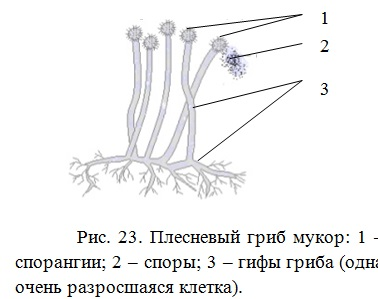 1
2
3
Рис. 23. Плесневый гриб мукор: 1 –
спорангии; 2 – споры; 3 – гифы гриба (одна
очень разросшаяся клетка).